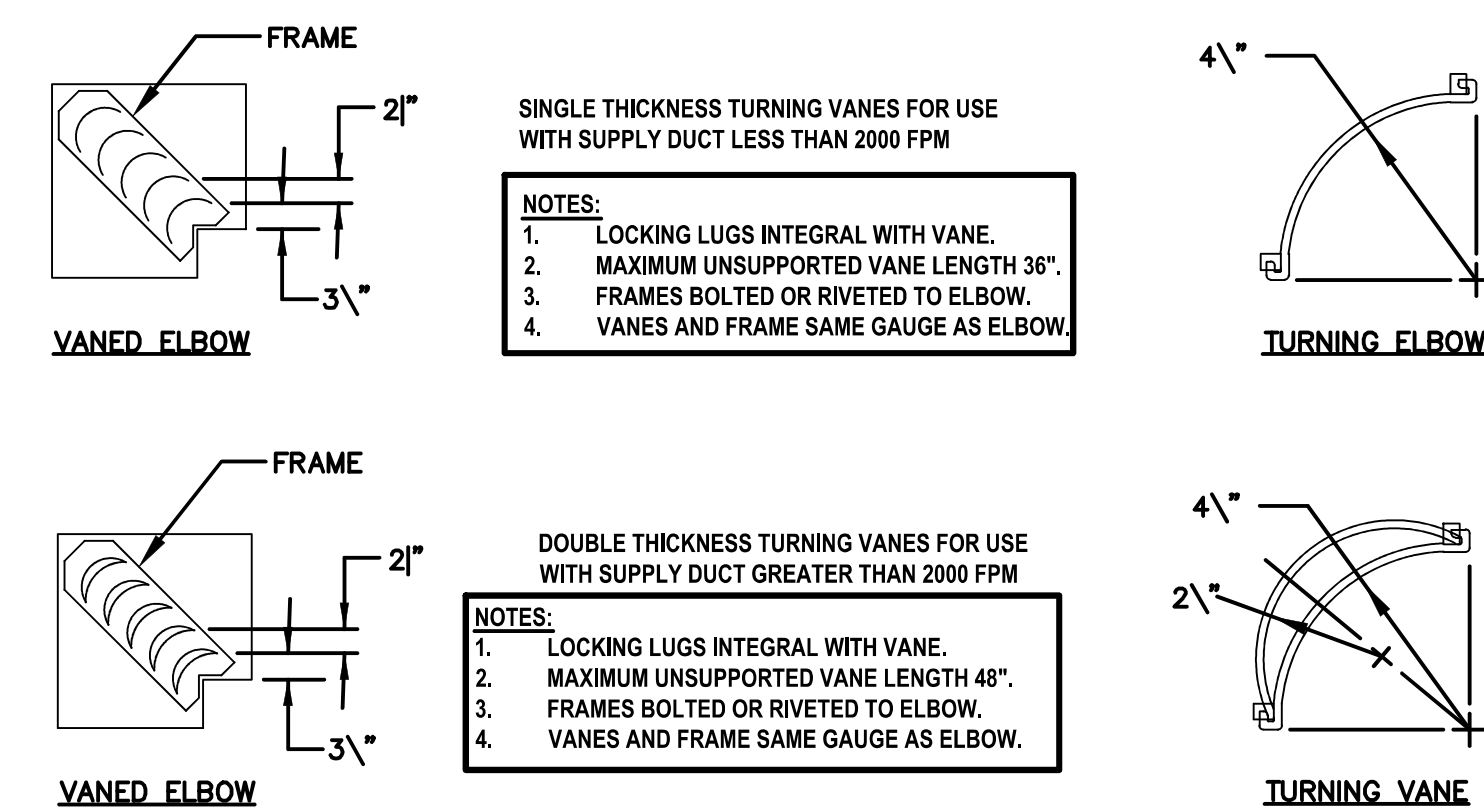 FRAME
2|"
3\"
VANED ELBOW
SINGLE THICKNESS TURNING VANES FOR USE
WITH SUPPLY DUCT LESS THAN 2000 FPM
NOTES:
1. LOCKING LUGS INTEGRAL WITH VANE.
2. MAXIMUM UNSUPPORTED VANE LENGTH 36".
3. FRAMES BOLTED OR RIVETED TO ELBOW.
4. VANES AND FRAME SAME GAUGE AS ELBOW.
4\"
TURNING ELBOW
FRAME
2|"
3\"
VANED ELBOW
DOUBLE THICKNESS TURNING VANES FOR USE
WITH SUPPLY DUCT GREATER THAN 2000 FPM
NOTES:
1. LOCKING LUGS INTEGRAL WITH VANE.
2. MAXIMUM UNSUPPORTED VANE LENGTH 48".
3. FRAMES BOLTED OR RIVETED TO ELBOW.
4. VANES AND FRAME SAME GAUGE AS ELBOW.
4\"
2\"
TURNING VANE